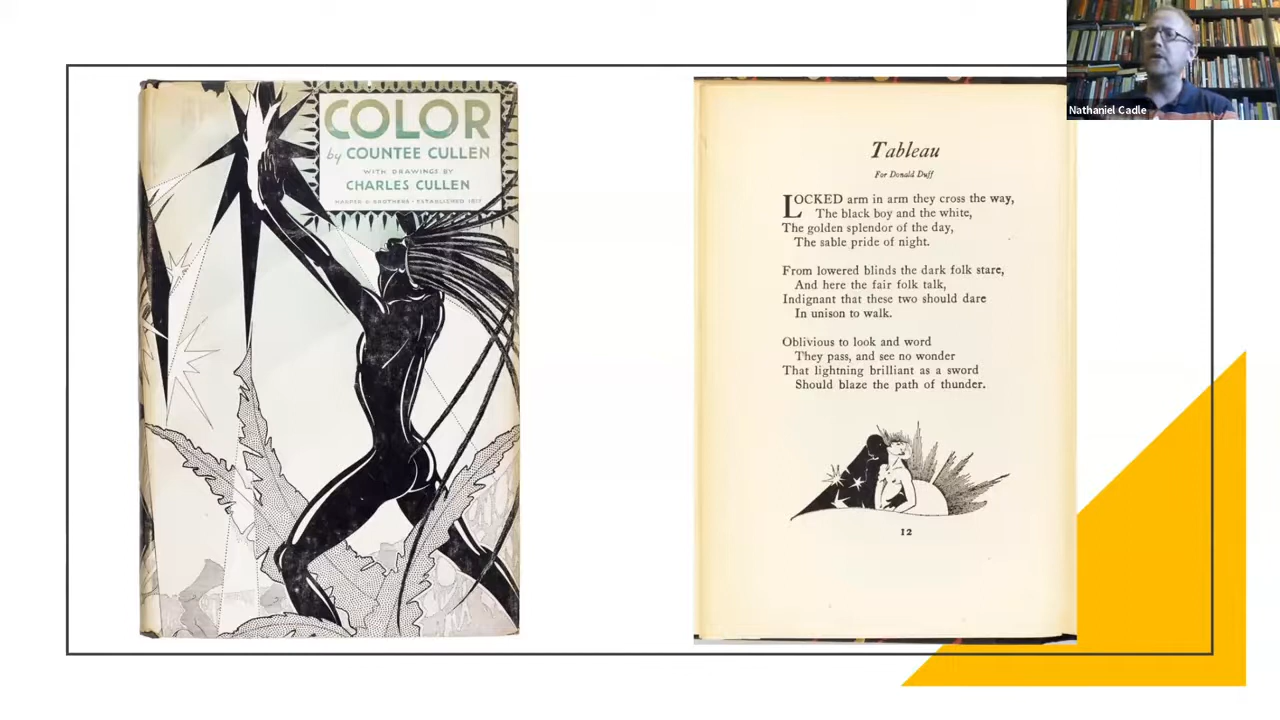 COLOR
by COUNTEE CULLEN
WITH DRAWINGS BY
CHARLES CULLEN
HARPER & BROTHERS · ESTABLISHED 1817
Tableau
For Donald Duff
LOCKED arm in arm they cross the way,
The black boy and the white,
The golden splendor of the day,
The sable pride of night.
From lowered blinds the dark folk stare,
And here the fair folk talk,
Indignant that these two should dare
In unison to walk.
Oblivious to look and word
They pass, and see no wonder
That lightning brilliant as a sword
Should blaze the path of thunder.
12
Nathaniel Cadle